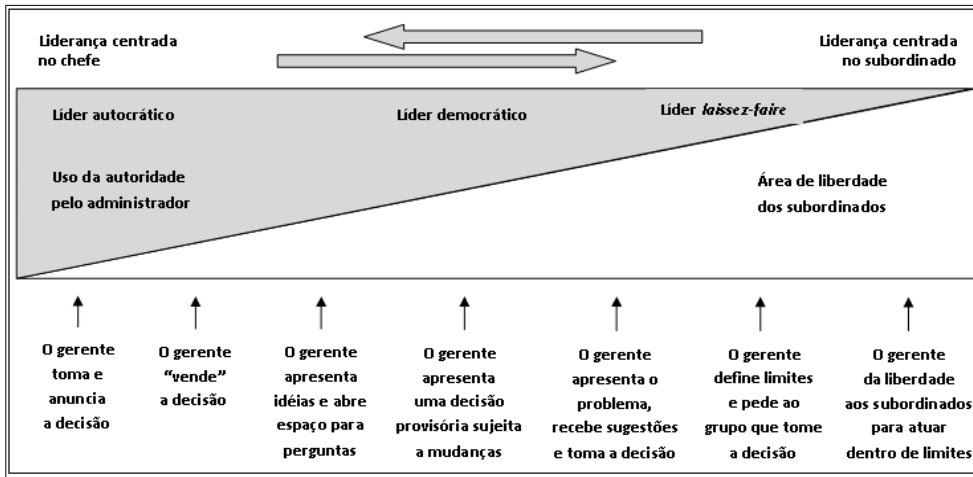 Liderança centrada
no chefe
Liderança centrada
no subordinado
Líder autocrático
Líder democrático
Líder laissez-faire
Uso da autoridade
pelo administrador
Área de liberdade
dos subordinados
O gerente
toma e
anuncia
a decisão
O gerente
“vende”
a decisão
O gerente
apresenta
idéias e abre
espaço para
perguntas
O gerente
apresenta
uma decisão
provisória sujeita
a mudanças
O gerente
apresenta o
problema,
recebe sugestões
e toma a decisão
O gerente
define limites
e pede ao
grupo que tome
a decisão
O gerente
da liberdade
aos subordinados
para atuar
dentro de limites